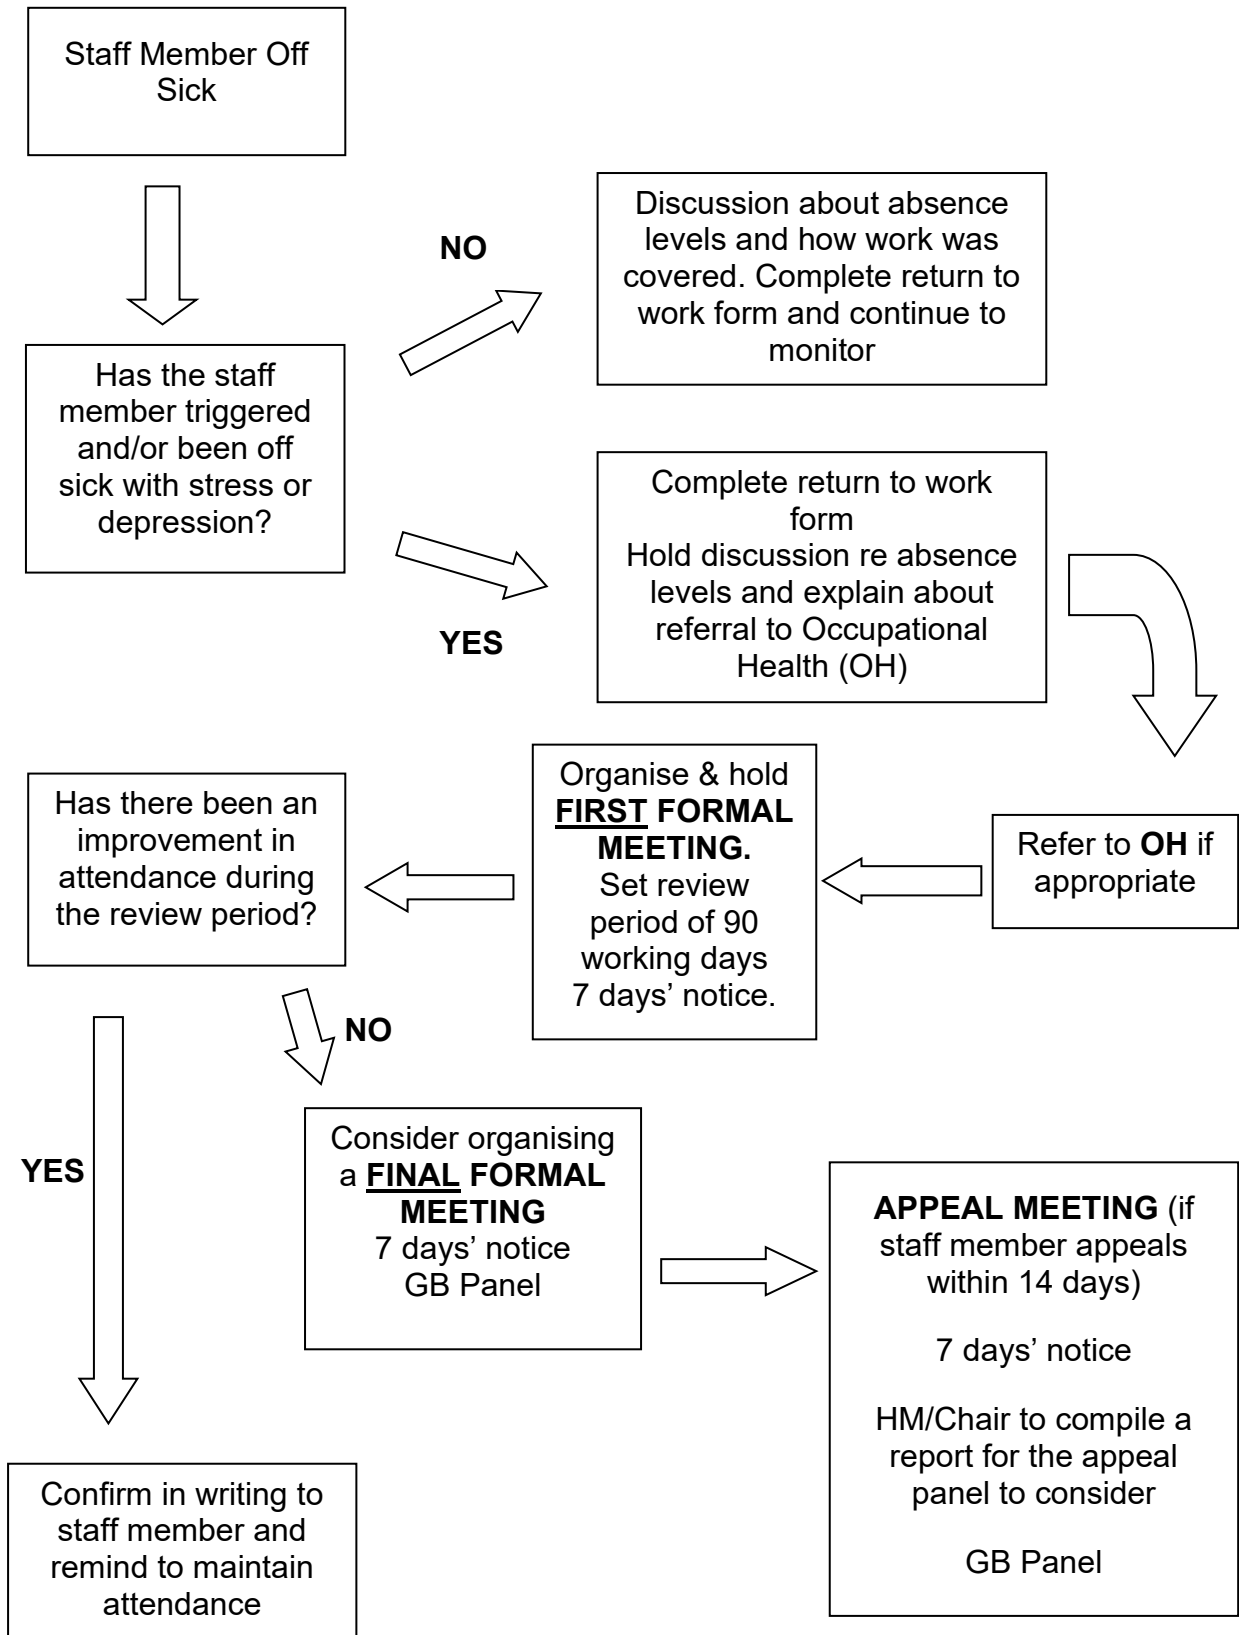 Staff Member Off
Sick
NO
Discussion about absence
levels and how work was
covered. Complete return to
work form and continue to
monitor
Has the staff
member triggered
and/or been off
sick with stress or
depression?
YES
Complete return to work
form
Hold discussion re absence
levels and explain about
referral to Occupational
Health (OH)
Refer to OH if
appropriate
Organise & hold
FIRST FORMAL
MEETING.
Set review
period of 90
working days
7 days’ notice.
Has there been an
improvement in
attendance during
the review period?
NO
YES
Consider organising
a FINAL FORMAL
MEETING
7 days’ notice
GB Panel
APPEAL MEETING (if
staff member appeals
within 14 days)
7 days’ notice
HM/Chair to compile a
report for the appeal
panel to consider
GB Panel
Confirm in writing to
staff member and
remind to maintain
attendance